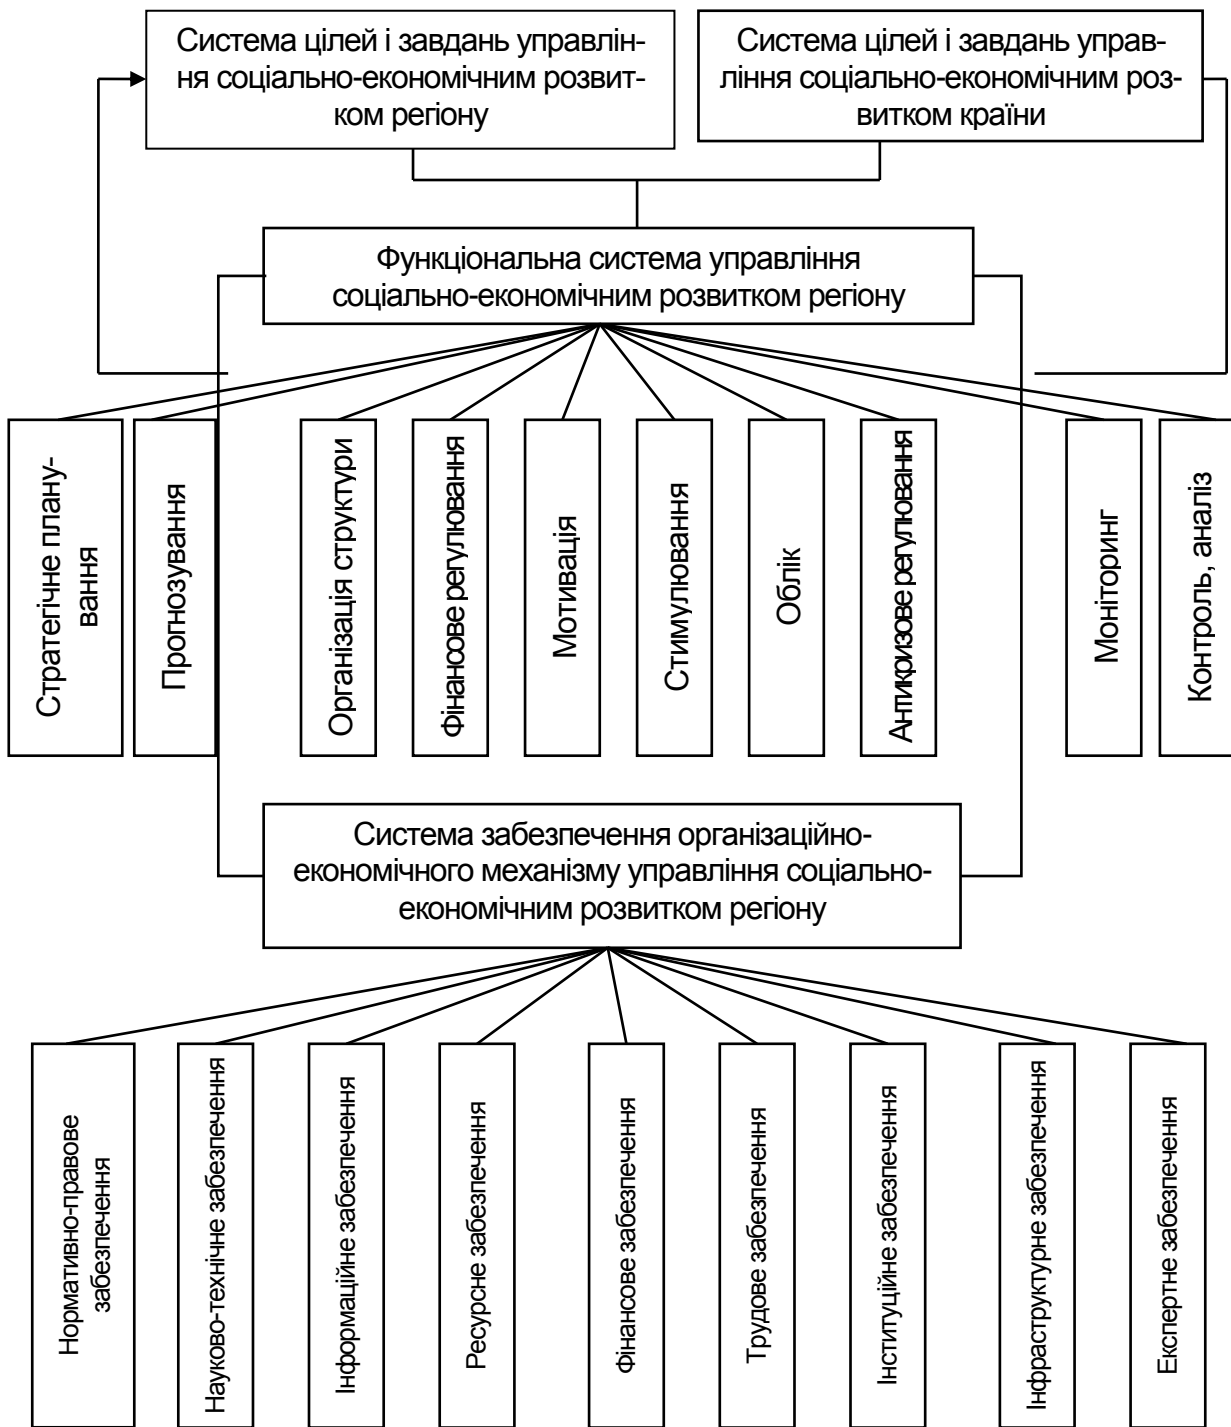 Система цілей і завдань управлін-
ня соціально-економічним розвит-
ком регіону
Система цілей і завдань управ-
ління соціально-економічним роз-
витком країни
Функціональна система управління
соціально-економічним розвитком регіону
Стратегічне плану-
вання
Прогнозування
Організація структури
Фінансове регулювання
Мотивація
Стимулювання
Облік
Антикризове регулювання
Моніторинг
Контроль, аналіз
Система забезпечення організаційно-
економічного механізму управління соціально-
економічним розвитком регіону
Нормативно-правове
забезпечення
Науково-технічне забезпечення
Інформаційне забезпечення
Ресурсне забезпечення
Фінансове забезпечення
Трудове забезпечення
Інституційне забезпечення
Інфраструктурне забезпечення
Експертне забезпечення